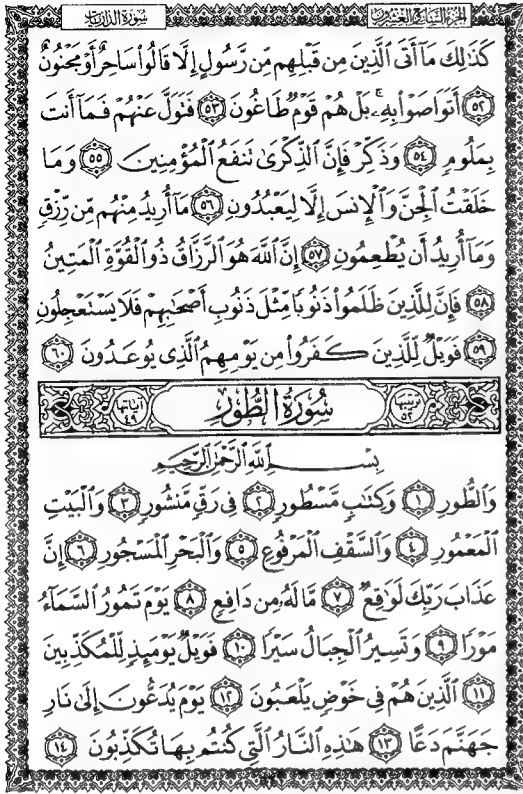 الجزء السابع والعشرون
سورة الذاريات
كَذَٰلِكَ مَآ أَتَى ٱلَّذِينَ مِن قَبْلِهِم مِّن رَّسُولٍ إِلَّا قَالُوا۟ سَاحِرٌ أَوْ مَجْنُونٌ
٥٢ أَتَوَاصَوْا۟ بِهِۦ ۚ بَلْ هُمْ قَوْمٌ طَاغُونَ ٥٣ فَتَوَلَّ عَنْهُمْ فَمَآ أَنتَ
بِمَلُومٍ ٥٤ وَذَكِّرْ فَإِنَّ ٱلذِّكْرَىٰ تَنفَعُ ٱلْمُؤْمِنِينَ ٥٥ وَمَا
خَلَقْتُ ٱلْجِنَّ وَٱلْإِنسَ إِلَّا لِيَعْبُدُونِ ٥٦ مَآ أُرِيدُ مِنْهُم مِّن رِّزْقٍ
وَمَآ أُرِيدُ أَن يُطْعِمُونِ ٥٧ إِنَّ ٱللَّهَ هُوَ ٱلرَّزَّاقُ ذُو ٱلْقُوَّةِ ٱلْمَتِينُ
٥٨ فَإِنَّ لِلَّذِينَ ظَلَمُوا۟ ذَنُوبًا مِّثْلَ ذَنُوبِ أَصْحَٰبِهِمْ فَلَا يَسْتَعْجِلُونِ
٥٩ فَوَيْلٌ لِّلَّذِينَ كَفَرُوا۟ مِن يَوْمِهِمُ ٱلَّذِى يُوعَدُونَ ٦٠
ترتيبها ٥٢ سُورَةُ ٱلطُّورِ آياتها ٤٩
بِسْمِ ٱللَّهِ ٱلرَّحْمَٰنِ ٱلرَّحِيمِ
وَٱلطُّورِ ١ وَكِتَٰبٍ مَّسْطُورٍ ٢ فِى رَقٍّ مَّنشُورٍ ٣ وَٱلْبَيْتِ
ٱلْمَعْمُورِ ٤ وَٱلسَّقْفِ ٱلْمَرْفُوعِ ٥ وَٱلْبَحْرِ ٱلْمَسْجُورِ ٦ إِنَّ
عَذَابَ رَبِّكَ لَوَٰقِعٌ ٧ مَّا لَهُۥ مِن دَافِعٍ ٨ يَوْمَ تَمُورُ ٱلسَّمَآءُ
مَوْرًا ٩ وَتَسِيرُ ٱلْجِبَالُ سَيْرًا ١٠ فَوَيْلٌ يَوْمَئِذٍ لِّلْمُكَذِّبِينَ
١١ ٱلَّذِينَ هُمْ فِى خَوْضٍ يَلْعَبُونَ ١٢ يَوْمَ يُدَعُّونَ إِلَىٰ نَارِ
جَهَنَّمَ دَعًّا ١٣ هَٰذِهِ ٱلنَّارُ ٱلَّتِى كُنتُم بِهَا تُكَذِّبُونَ ١٤